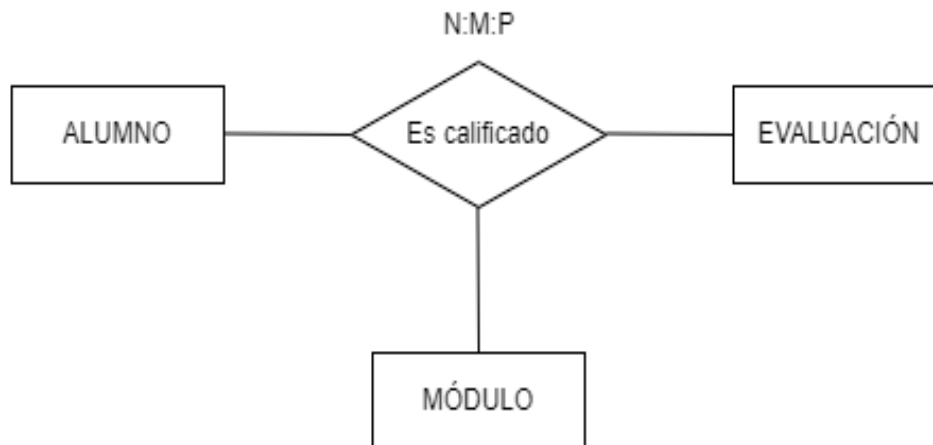 N:M:P
ALUMNO
Es calificado
EVALUACIÓN
MÓDULO